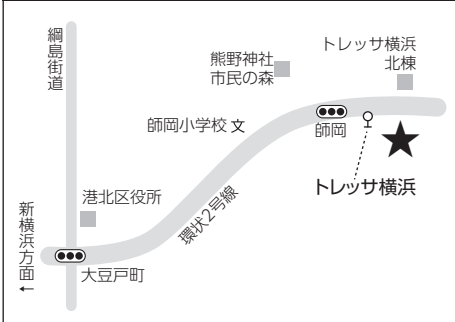 綱島街道
熊野神社
市民の森
トレッサ横浜
北棟
師岡小学校 文
師岡
トレッサ横浜
港北区役所
環状2号線
新横浜方面←
大豆戸町